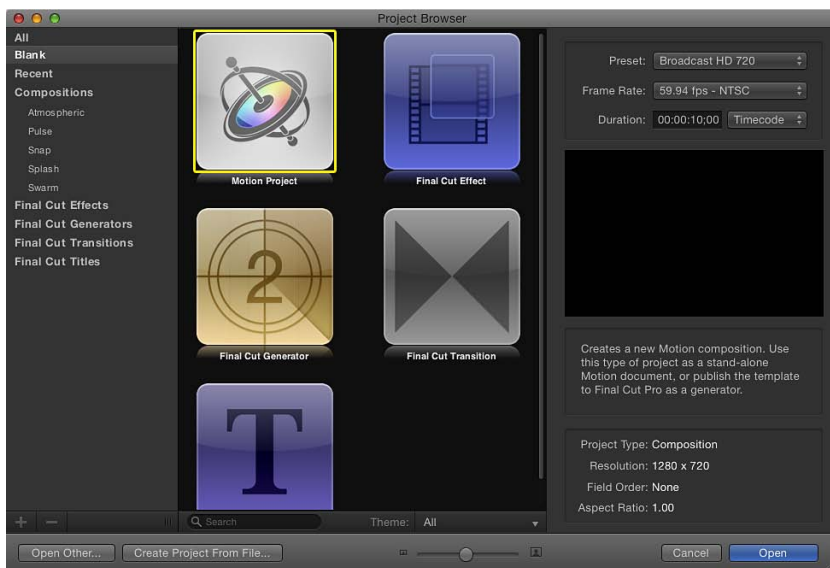 Project Browser
All
Blank
Recent
Compositions
Atmospheric
Pulse
Snap
Splash
Swarm
Final Cut Effects
Final Cut Generators
Final Cut Transitions
Final Cut Titles
Motion Project
Final Cut Effect
2
Final Cut Generator
Final Cut Transition
T
Search
Theme: All
Preset: Broadcast HD 720
Frame Rate: 59.94 fps - NTSC
Duration: 00:00:10;00 Timecode
Creates a new Motion composition. Use
this type of project as a stand-alone
Motion document, or publish the template
to Final Cut Pro as a generator.
Project Type: Composition
Resolution: 1280 x 720
Field Order: None
Aspect Ratio: 1.00
Open Other...
Create Project From File...
Cancel
Open